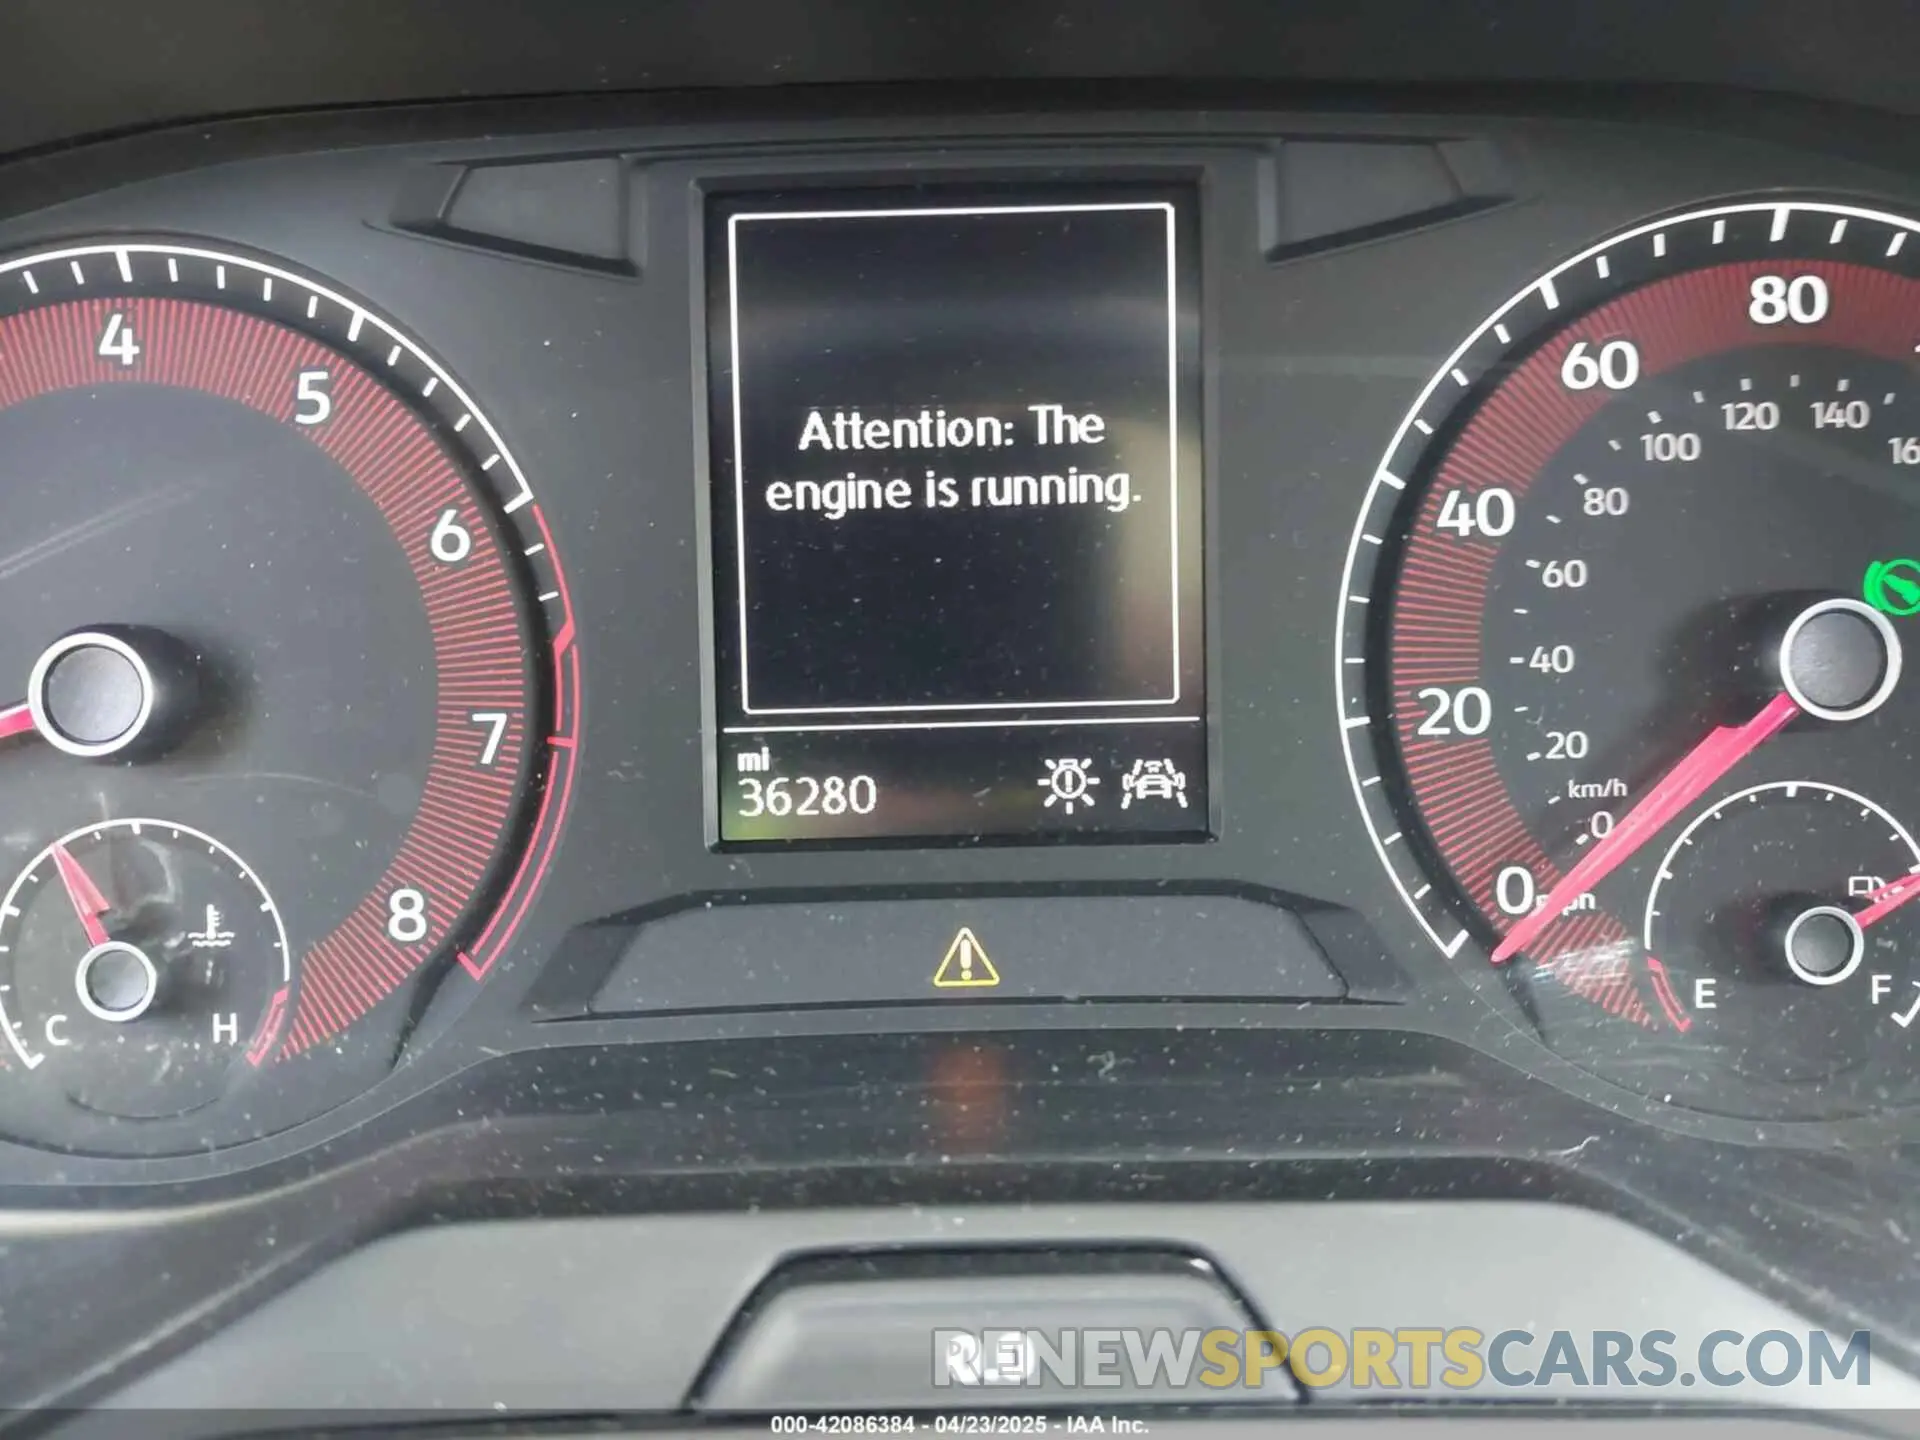 4
5
6
7
8
C
H
Attention: The
engine is running.
mi
36280
80
60
40
20
0
120
140
100
80
60
40
20
km/h
0
E
F
RENEWSPORTSCARS.COM
000-42086384 - 04/23/2025 - IAA Inc.